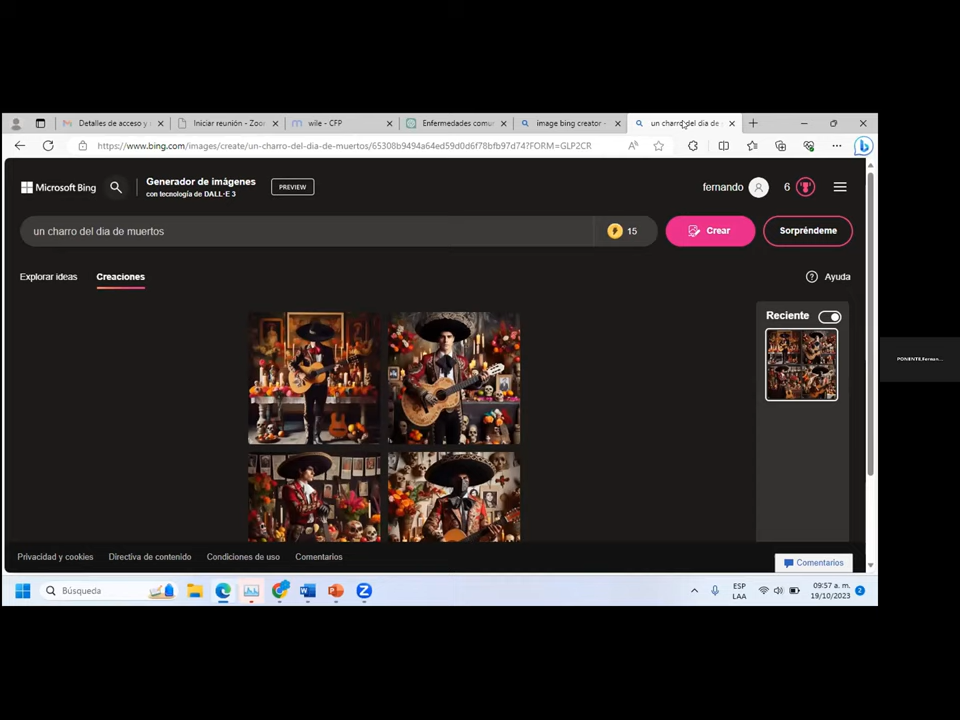 Detalles de acceso y
Iniciar reunión - Zoo
wile - CFP
Enfermedades comu
image bing creator -
un charro del dia de
https://www.bing.com/images/create/un-charro-del-dia-de-muertos/65308b9494a64ed59d0d6f78bfb97d74?FORM=GLP2CR
Microsoft Bing
Generador de imágenes
con tecnología de DALL·E 3
PREVIEW
fernando
6
un charro del dia de muertos
15
Crear
Sorpréndeme
Explorar ideas
Creaciones
Ayuda
Reciente
PONENTE,Fernan...
Privacidad y cookies
Directiva de contenido
Condiciones de uso
Comentarios
Comentarios
Búsqueda
ESP
LAA
09:57 a. m.
19/10/2023
2